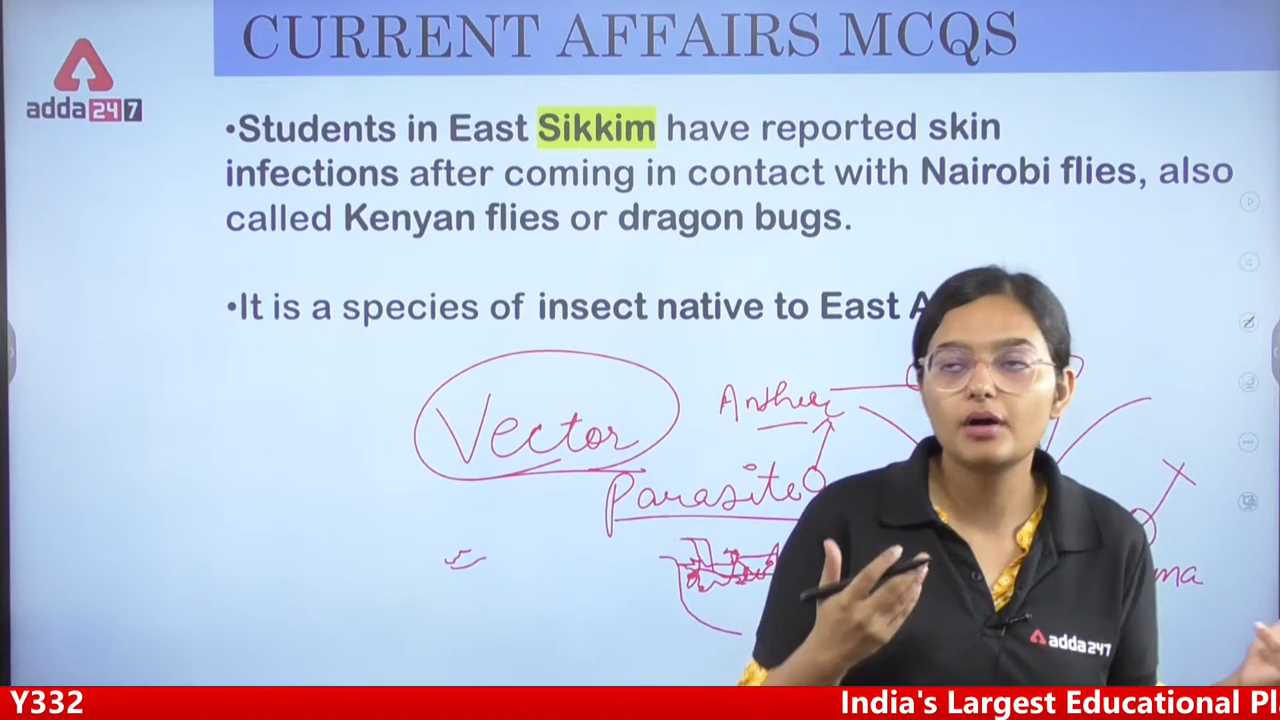 CURRENT AFFAIRS MCQS
adda247
•Students in East Sikkim have reported skin
infections after coming in contact with Nairobi flies, also
called Kenyan flies or dragon bugs.
•It is a species of insect native to East A
Vector
Anther
Parasite
ma
adda247
Y332
India's Largest Educational Pl